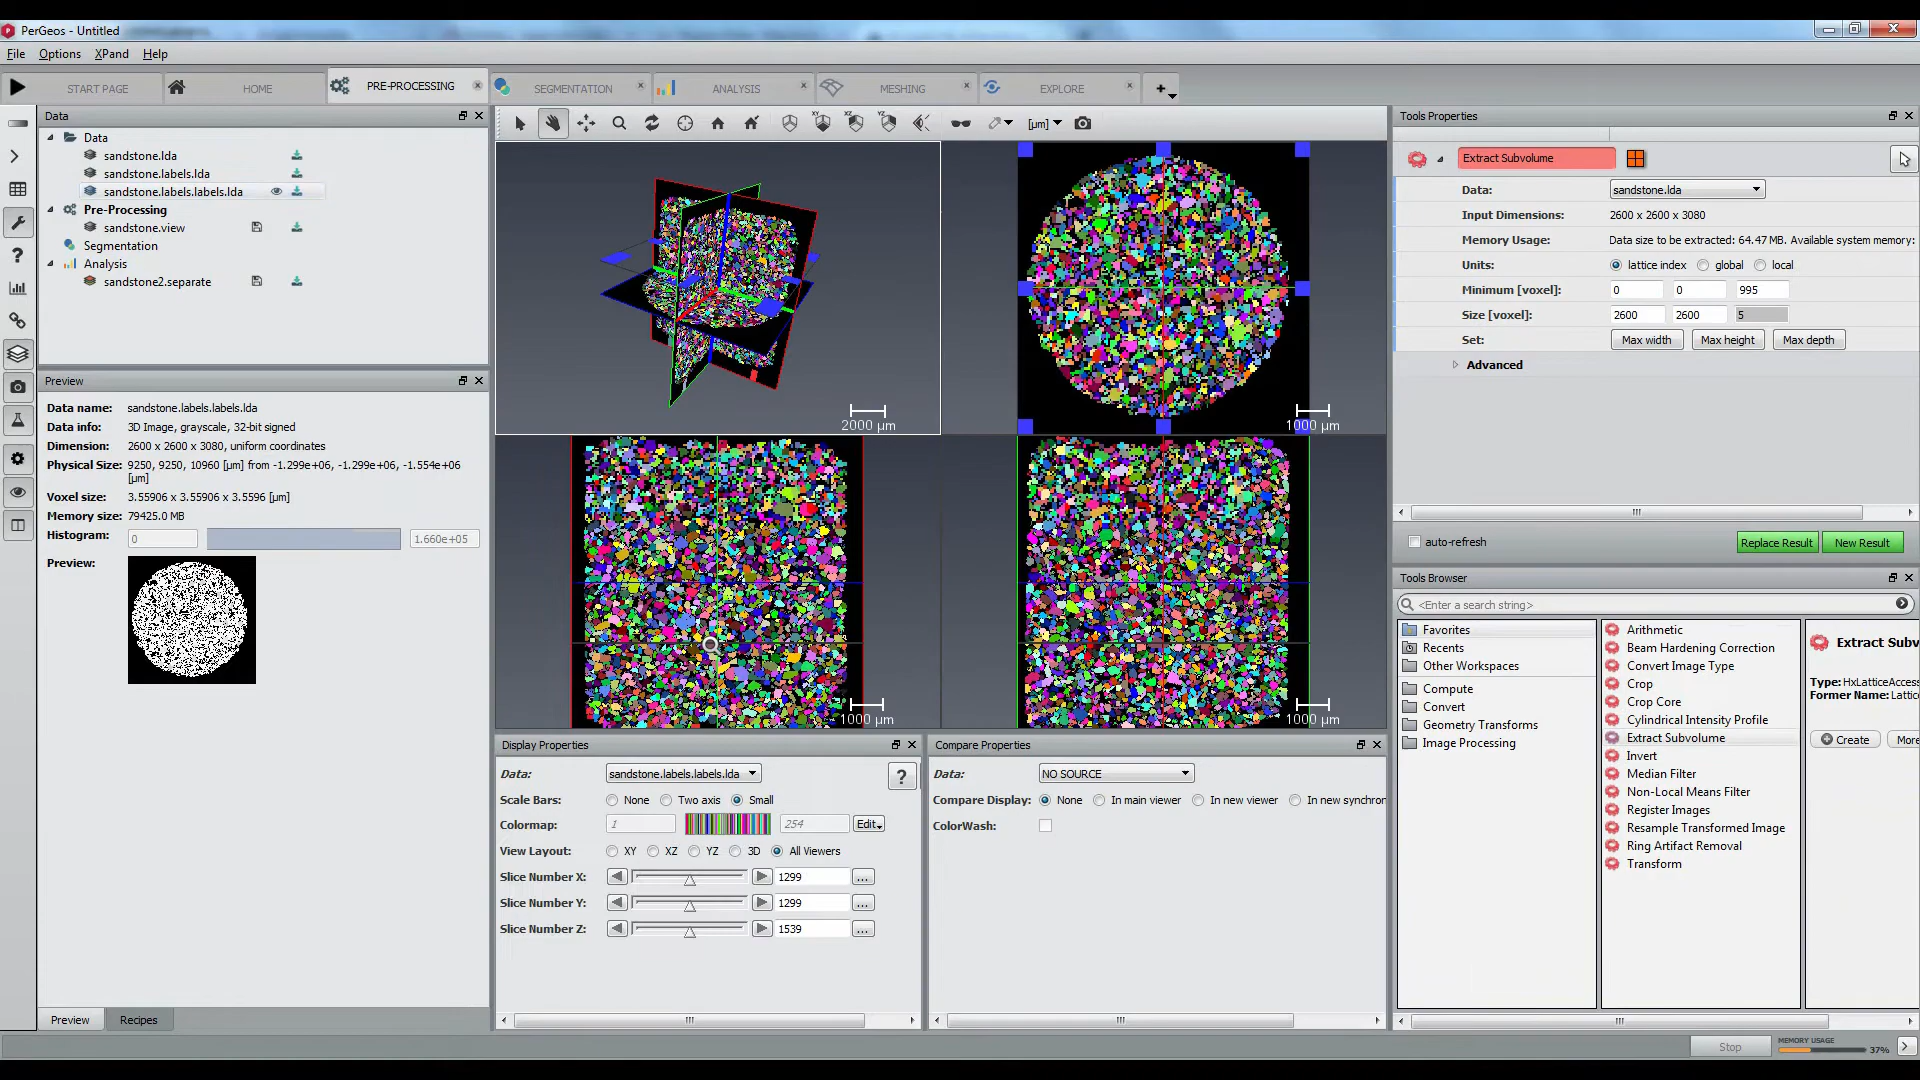 PerGeos - Untitled
File Options XPand Help
START PAGE HOME PRE-PROCESSING SEGMENTATION ANALYSIS MESHING EXPLORE
Data
Data
sandstone.lda
sandstone.labels.lda
sandstone.labels.labels.lda
Pre-Processing
sandstone.view
Segmentation
Analysis
sandstone2.separate
Preview
Data name: sandstone.labels.labels.lda
Data info: 3D Image, grayscale, 32-bit signed
Dimension: 2600 x 2600 x 3080, uniform coordinates
Physical Size: 9250, 9250, 10960 [µm] from -1.299e+06, -1.299e+06, -1.554e+06
[µm]
Voxel size: 3.55906 x 3.55906 x 3.5596 [µm]
Memory size: 79425.0 MB
Histogram: 0 1.660e+05
Preview:
Preview Recipes
XY XZ YZ [µm]
2000 µm
1000 µm
1000 µm
1000 µm
Display Properties
Data: sandstone.labels.labels.lda ?
Scale Bars: None Two axis Small
Colormap: 1 254 Edit
View Layout: XY XZ YZ 3D All Viewers
Slice Number X: 1299 ...
Slice Number Y: 1299 ...
Slice Number Z: 1539 ...
Compare Properties
Data: NO SOURCE
Compare Display: None In main viewer In new viewer In new synchror
ColorWash:
Tools Properties
Extract Subvolume
Data: sandstone.lda
Input Dimensions: 2600 x 2600 x 3080
Memory Usage: Data size to be extracted: 64.47 MB. Available system memory:
Units: lattice index global local
Minimum [voxel]: 0 0 995
Size [voxel]: 2600 2600 5
Set: Max width Max height Max depth
Advanced
auto-refresh Replace Result New Result
Tools Browser
<Enter a search string>
Favorites
Recents
Other Workspaces
Compute
Convert
Geometry Transforms
Image Processing
Arithmetic
Beam Hardening Correction
Convert Image Type
Crop
Crop Core
Cylindrical Intensity Profile
Extract Subvolume
Invert
Median Filter
Non-Local Means Filter
Register Images
Resample Transformed Image
Ring Artifact Removal
Transform
Extract Subv
Type: HxLatticeAccess
Former Name: Lattic
Create More
Stop MEMORY USAGE 37%